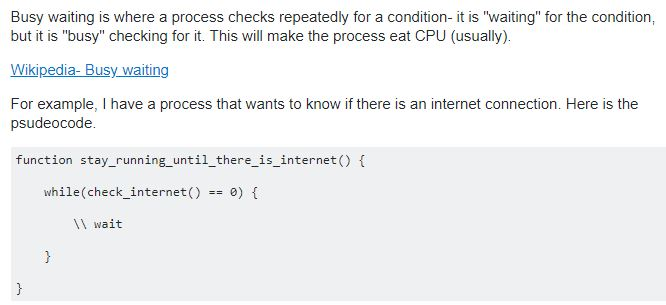 Busy waiting is where a process checks repeatedly for a condition- it is "waiting" for the condition,
but it is "busy" checking for it. This will make the process eat CPU (usually).
Wikipedia- Busy waiting
For example, I have a process that wants to know if there is an internet connection. Here is the
psudeocode.
function stay_running_until_there_is_internet() {
    while(check_internet() == 0) {
        \\ wait
    }
}